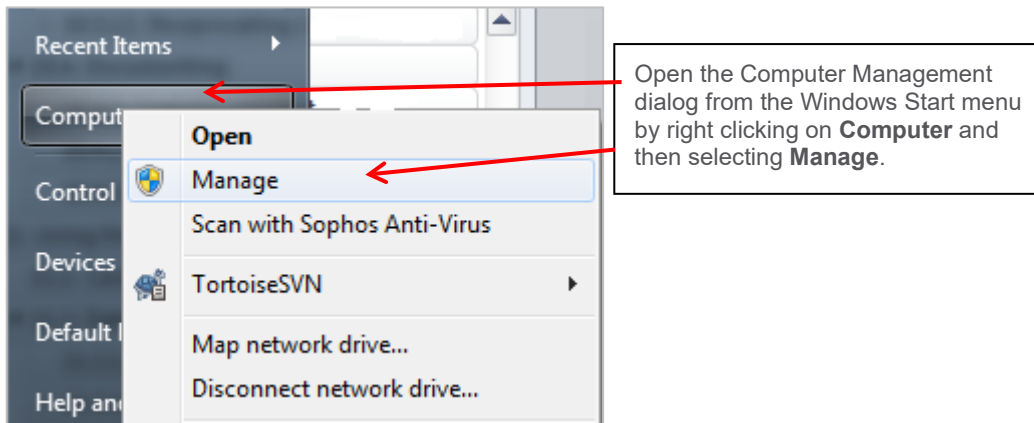 Recent Items
Comput
Control
Devices
Default
Help an
Open
Manage
Scan with Sophos Anti-Virus
TortoiseSVN
Map network drive...
Disconnect network drive...
Open the Computer Management
dialog from the Windows Start menu
by right clicking on Computer and
then selecting Manage.